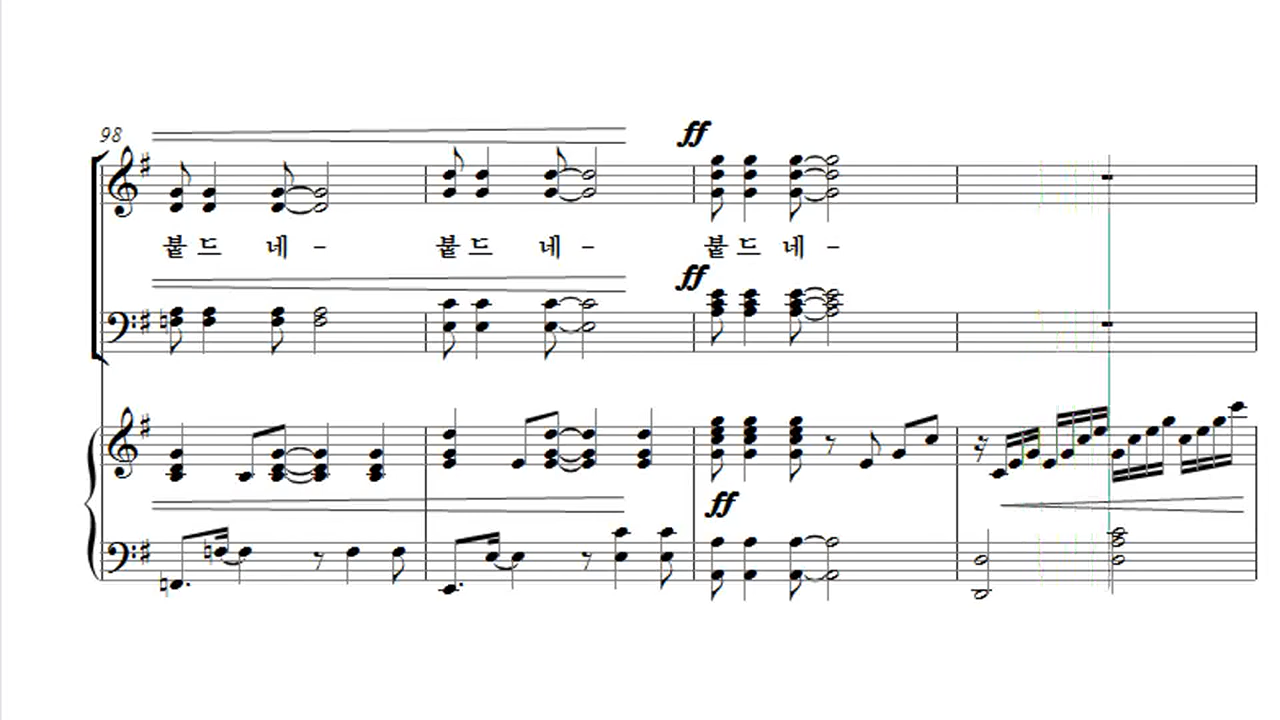 98
ff
붙 드 네 - 붙 드 네 - 붙 드 네 -
ff
ff